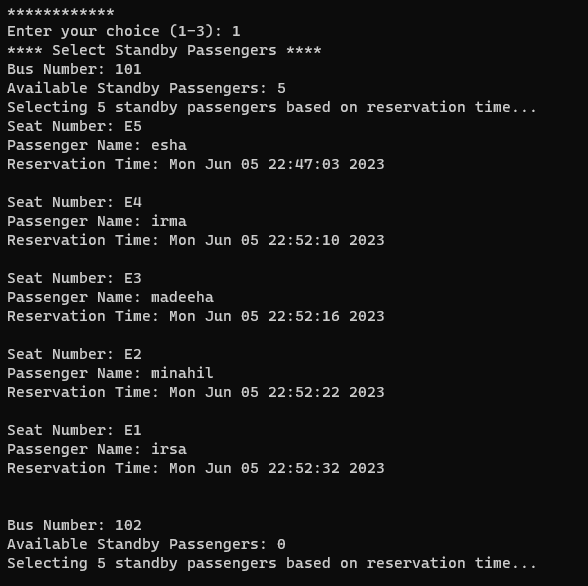 ************
Enter your choice (1-3): 1
**** Select Standby Passengers ****
Bus Number: 101
Available Standby Passengers: 5
Selecting 5 standby passengers based on reservation time...
Seat Number: E5
Passenger Name: esha
Reservation Time: Mon Jun 05 22:47:03 2023
Seat Number: E4
Passenger Name: irma
Reservation Time: Mon Jun 05 22:52:10 2023
Seat Number: E3
Passenger Name: madeeha
Reservation Time: Mon Jun 05 22:52:16 2023
Seat Number: E2
Passenger Name: minahil
Reservation Time: Mon Jun 05 22:52:22 2023
Seat Number: E1
Passenger Name: irsa
Reservation Time: Mon Jun 05 22:52:32 2023
Bus Number: 102
Available Standby Passengers: 0
Selecting 5 standby passengers based on reservation time...